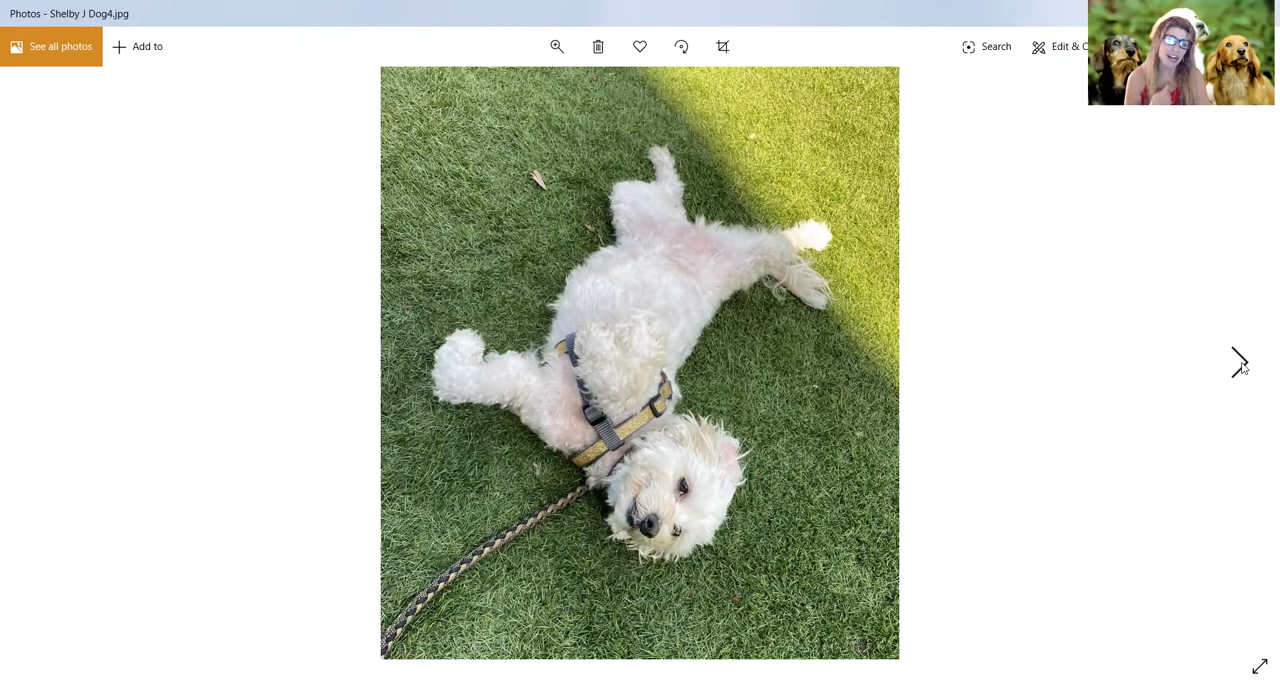 Photos - Shelby J Dog4.jpg
See all photos
Add to
Search
Edit & C